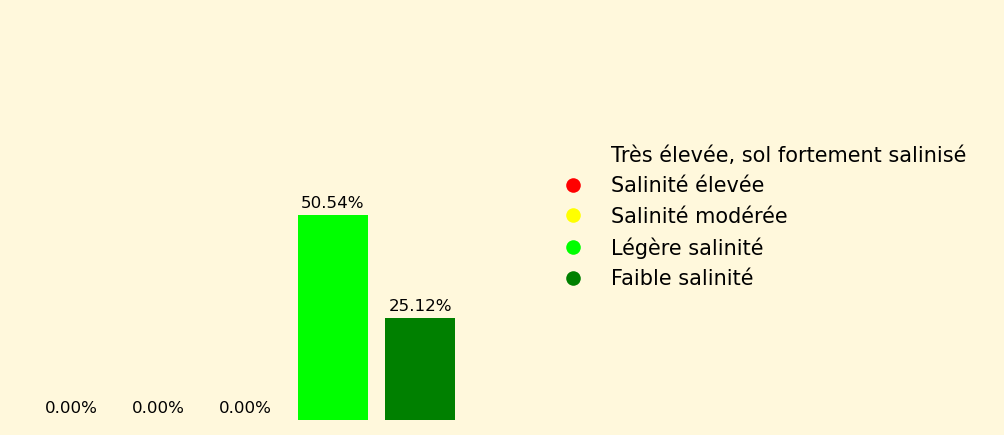 50.54%
25.12%
0.00%
0.00%
0.00%
Très élevée, sol fortement salinisé
Salinité élevée
Salinité modérée
Légère salinité
Faible salinité